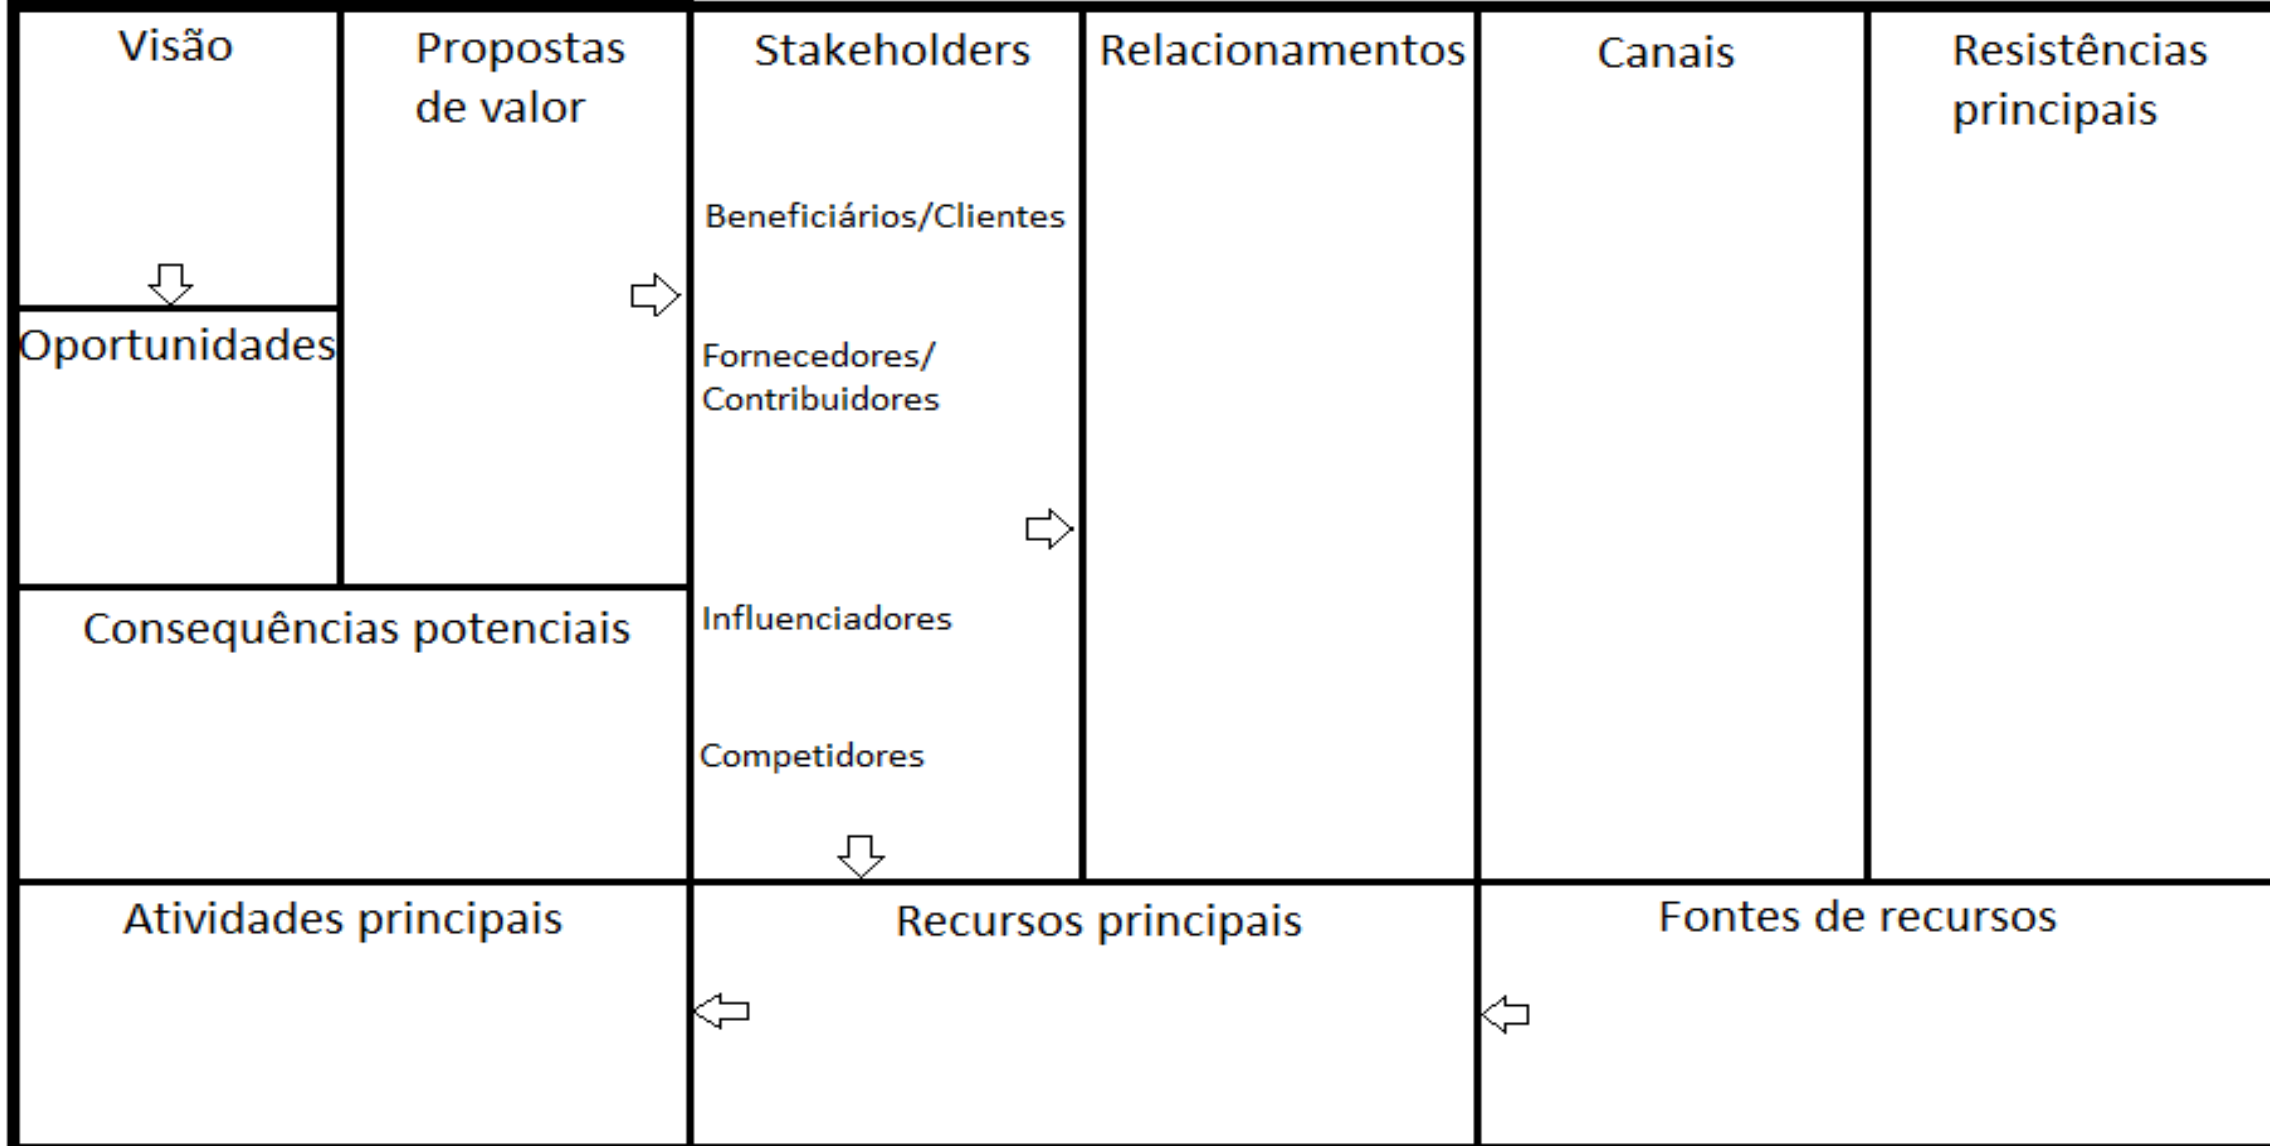 Visão
Propostas
de valor
Stakeholders
Relacionamentos
Canais
Resistências
principais
Beneficiários/Clientes
Oportunidades
Fornecedores/
Contribuidores
Consequências potenciais
Influenciadores
Competidores
Atividades principais
Recursos principais
Fontes de recursos